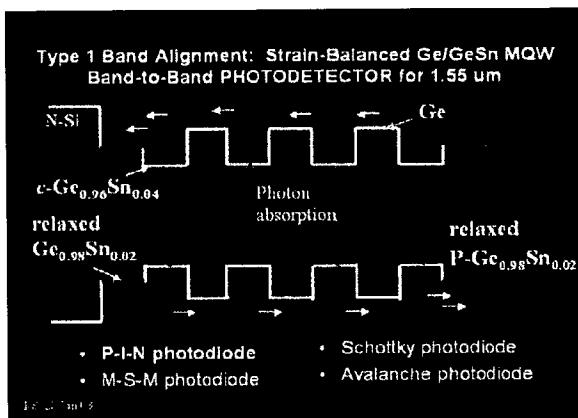 Type 1 Band Alignment: Strain-Balanced Ge/GeSn MQW
Band-to-Band PHOTODETECTOR for 1.55 um
N-Si
Ge
c-Ge0.96Sn0.04
Photon
absorption
relaxed
Ge0.98Sn0.02
relaxed
P-Ge0.98Sn0.02
• P-I-N photodiode
• M-S-M photodiode
• Schottky photodiode
• Avalanche photodiode